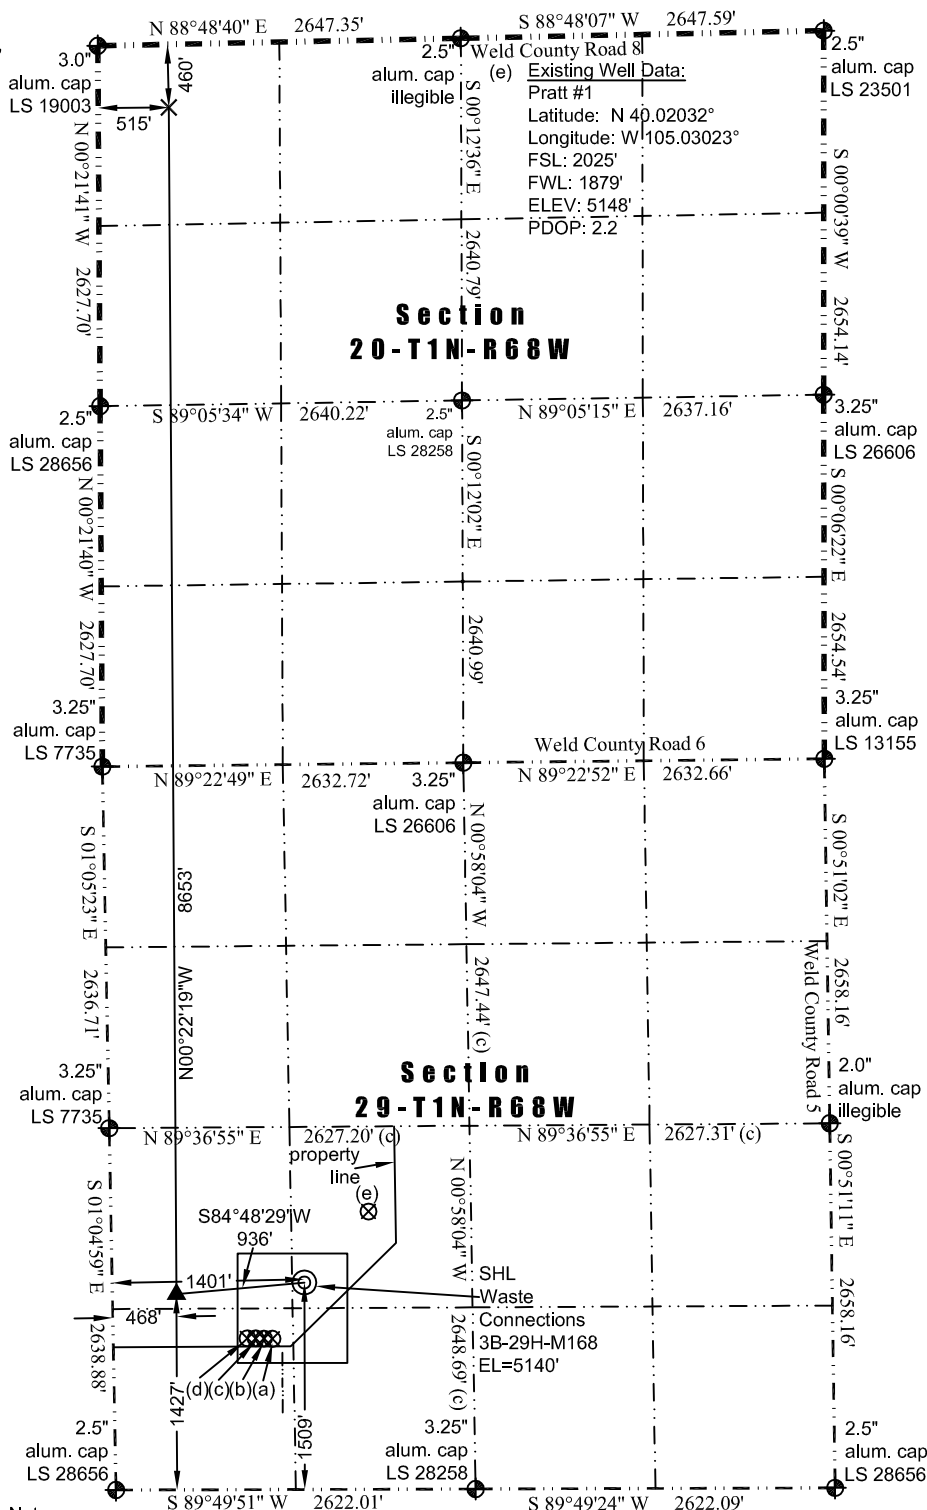 N 88°48'40" E 2647.35' S 88°48'07" W 2647.59'
3.0"
alum. cap
LS 19003
460'
515'
2.5"
alum. cap
illegible
Weld County Road 8
2.5"
alum. cap
LS 23501
(e) Existing Well Data:
Pratt #1
Latitude: N 40.02032°
Longitude: W 105.03023°
FSL: 2025'
FWL: 1879'
ELEV: 5148'
PDOP: 2.2
N 00°21'41" W 2627.70'
S 00°12'36" E 2640.79'
S 00°00'39" W 2654.14'
Section
20-T1N-R68W
S 89°05'34" W 2640.22' N 89°05'15" E 2637.16'
2.5"
alum. cap
LS 28656
2.5"
alum. cap
LS 28258
3.25"
alum. cap
LS 26606
N 00°21'40" W 2627.70'
S 00°12'02" E 2640.99'
S 00°06'22" E 2654.54'
3.25"
alum. cap
LS 7735
Weld County Road 6
3.25"
alum. cap
LS 13155
N 89°22'49" E 2632.72' N 89°22'52" E 2632.66'
3.25"
alum. cap
LS 26606
S 01°05'23" E 2636.71'
N00°22'19"W 8653'
N 00°58'04" W 2647.44' (c)
S 00°51'02" E 2658.16'
Weld County Road 5
Section
29-T1N-R68W
3.25"
alum. cap
LS 7735
2.0"
alum. cap
illegible
N 89°36'55" E 2627.20' (c) N 89°36'55" E 2627.31' (c)
property
line
(e)
S 01°04'59" E 2638.88'
N 00°58'04" W 2648.69' (c)
S 00°51'11" E 2658.16'
S84°48'29"W
936'
1401'
468'
SHL
Waste
Connections
3B-29H-M168
EL=5140'
(d)(c)(b)(a)
1427'
1509'
2.5"
alum. cap
LS 28656
3.25"
alum. cap
LS 28258
2.5"
alum. cap
LS 28656
S 89°49'51" W 2622.01' S 89°49'24" W 2622.09'